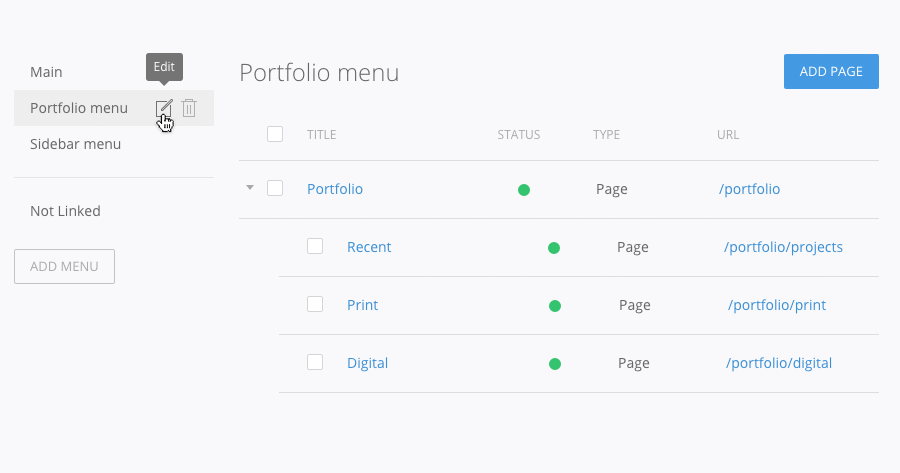 Main
Edit
Portfolio menu
Sidebar menu
Not Linked
ADD MENU
Portfolio menu
ADD PAGE
TITLE STATUS TYPE URL
Portfolio Page /portfolio
Recent Page /portfolio/projects
Print Page /portfolio/print
Digital Page /portfolio/digital